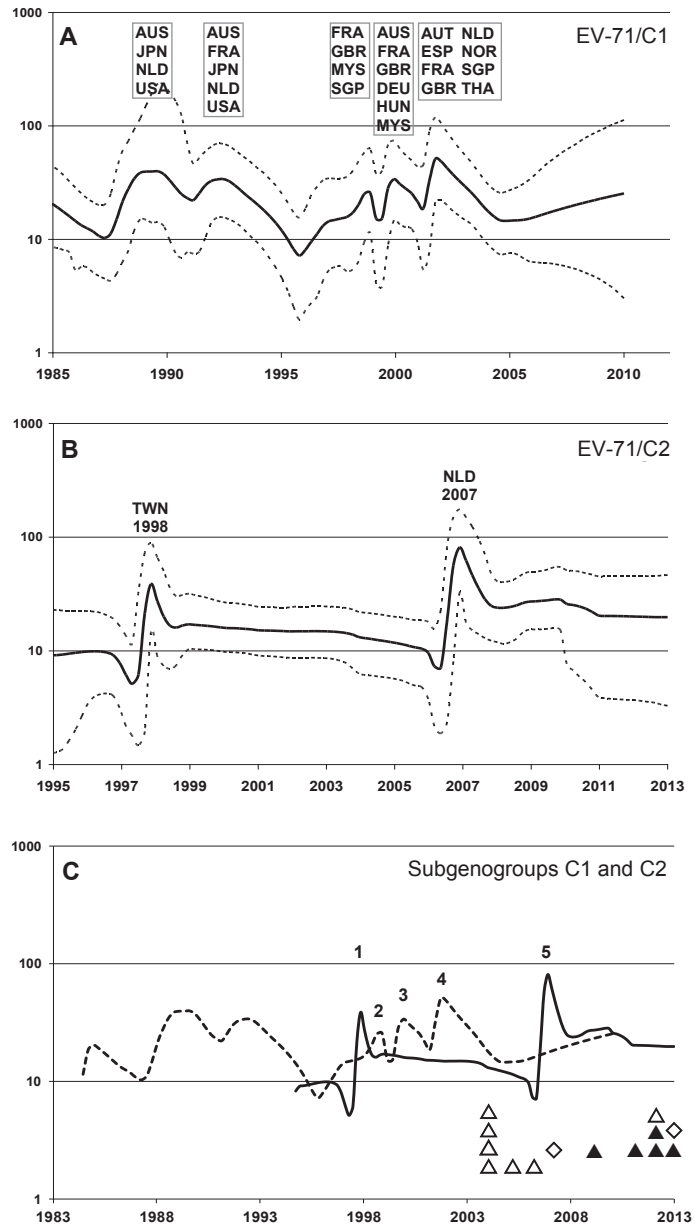 A
EV-71/C1
AUS
JPN
NLD
USA
AUS
FRA
JPN
NLD
USA
FRA
GBR
MYS
SGP
AUS
FRA
GBR
DEU
HUN
MYS
AUT NLD
ESP NOR
FRA SGP
GBR THA
1000
100
10
1
1985 1990 1995 2000 2005 2010
B
EV-71/C2
TWN
1998
NLD
2007
1000
100
10
1
1995 1997 1999 2001 2003 2005 2007 2009 2011 2013
C
Subgenogroups C1 and C2
1 2 3 4 5
1000
100
10
1
1983 1988 1993 1998 2003 2008 2013